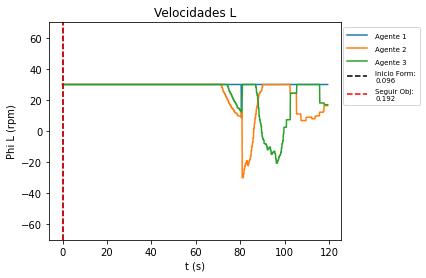 Velocidades L
Phi L (rpm)
60
40
20
0
−20
−40
−60
0
20
40
60
80
100
120
t (s)
Agente 1
Agente 2
Agente 3
Inicio Form:
0.096
Seguir Obj:
0.192